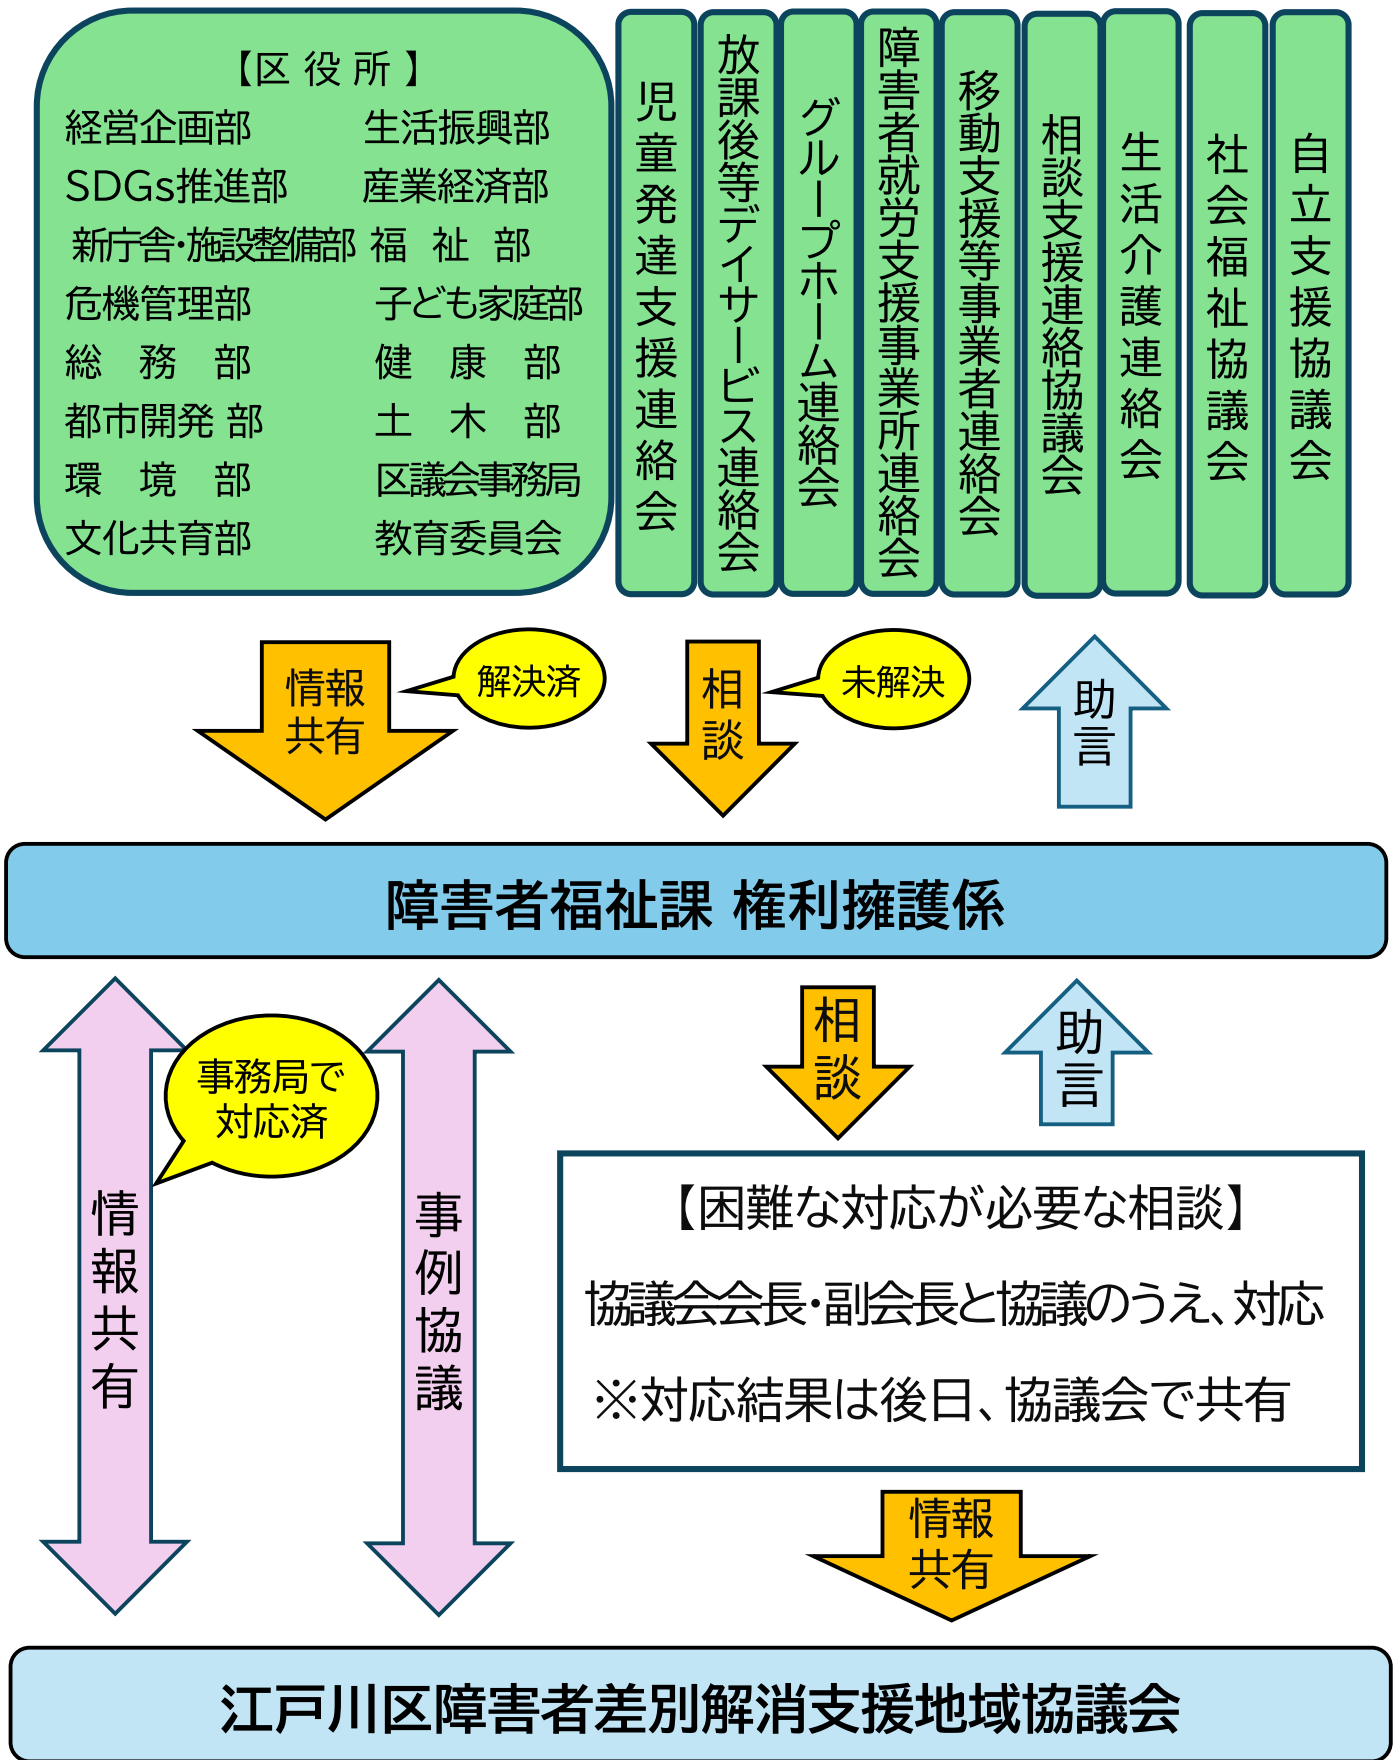 【区 役 所 】
経営企画部 生活振興部
SDGs推進部 産業経済部
新庁舎・施設整備部 福 祉 部
危機管理部 子ども家庭部
総 務 部 健 康 部
都市開発 部 土 木 部
環 境 部 区議会事務局
文化共育部 教育委員会
児童発達支援連絡会
放課後等デイサービス連絡会
グループホーム連絡会
障害者就労支援事業所連絡会
移動支援等事業者連絡会
相談支援連絡協議会
生活介護連絡会
社会福祉協議会
自立支援協議会
情報
共有
解決済
相談
未解決
助言
障害者福祉課 権利擁護係
情報共有
事務局で
対応済
事例協議
相談
助言
【困難な対応が必要な相談】
協議会会長・副会長と協議のうえ、対応
※対応結果は後日、協議会で共有
情報
共有
江戸川区障害者差別解消支援地域協議会